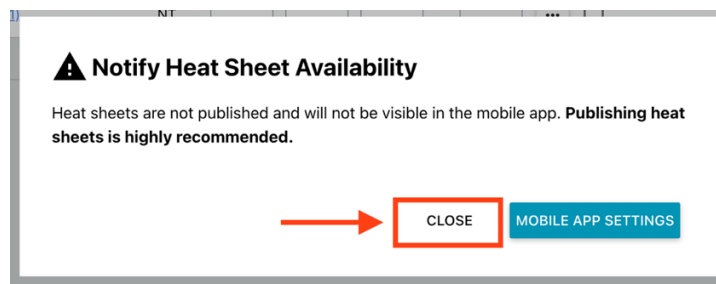 1)
NT
Notify Heat Sheet Availability
Heat sheets are not published and will not be visible in the mobile app. Publishing heat
sheets is highly recommended.
CLOSE
MOBILE APP SETTINGS